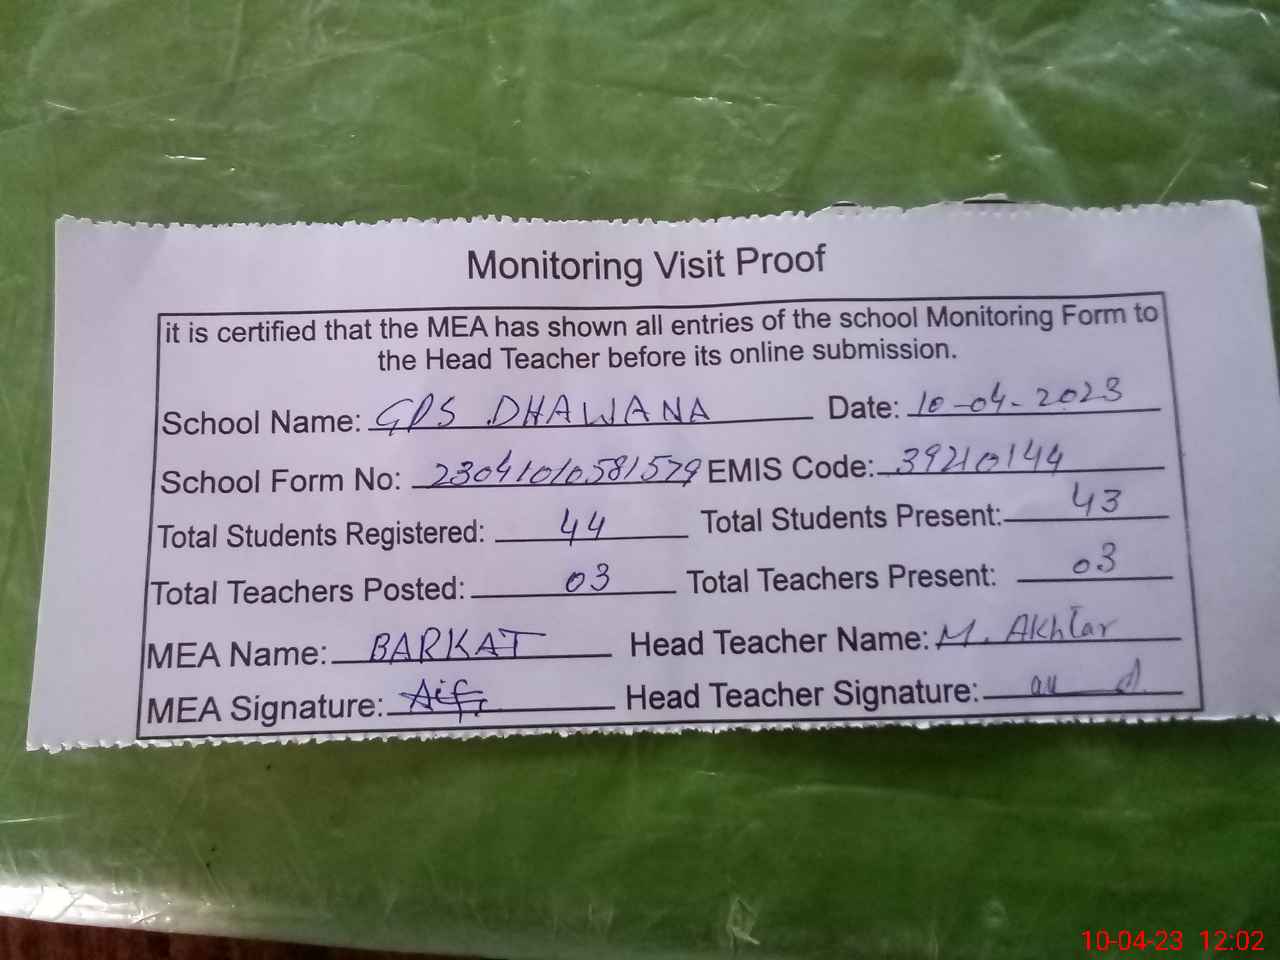 Monitoring Visit Proof
it is certified that the MEA has shown all entries of the school Monitoring Form to
the Head Teacher before its online submission.
School Name: GPS DHAWANA Date: 10-04-2023
School Form No: 23041010581579 EMIS Code: 39210144
Total Students Registered: 44 Total Students Present: 43
Total Teachers Posted: 03 Total Teachers Present: 03
MEA Name: BARKAT Head Teacher Name: M. Akhtar
MEA Signature: Head Teacher Signature:
10-04-23 12:02